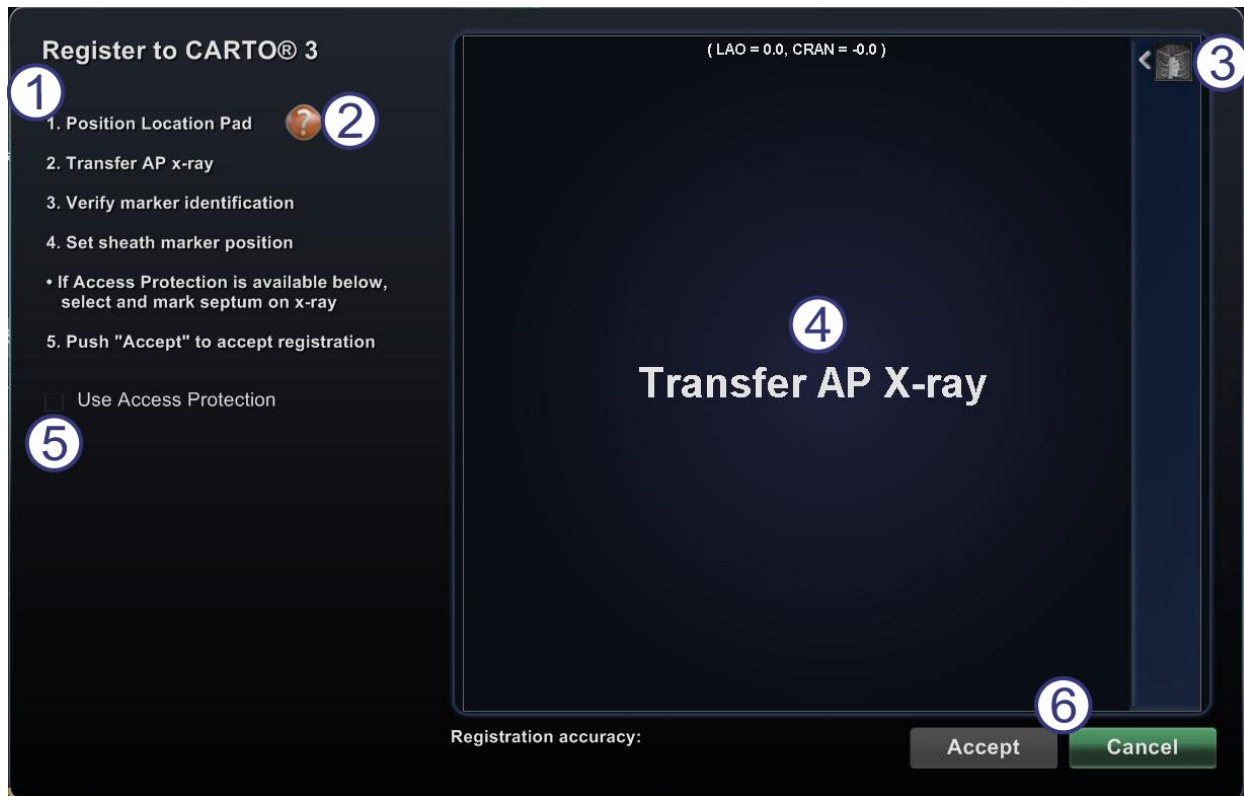 Register to CARTO® 3
( LAO = 0.0, CRAN = -0.0 )
3
1
1. Position Location Pad
?
2
2. Transfer AP x-ray
3. Verify marker identification
4. Set sheath marker position
• If Access Protection is available below,
select and mark septum on x-ray
5. Push "Accept" to accept registration
4
Transfer AP X-ray
Use Access Protection
5
6
Registration accuracy:
Accept
Cancel